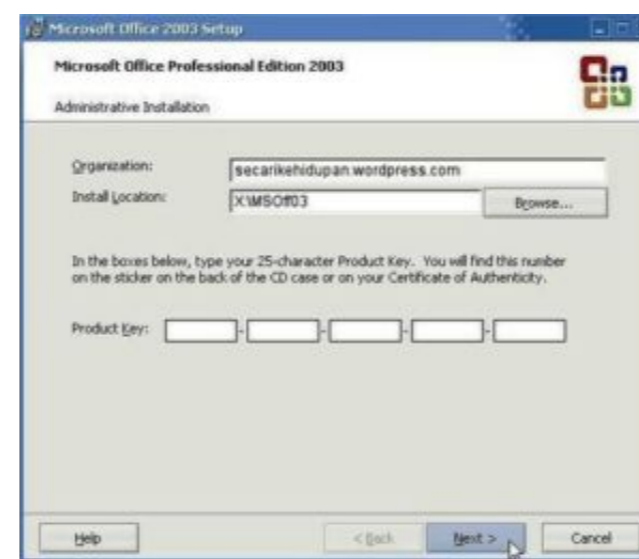 Microsoft Office 2003 Setup
Microsoft Office Professional Edition 2003
Administrative Installation
Organization: secarikehidupan.wordpress.com
Install Location: X:\MSOff03 Browse...
In the boxes below, type your 25-character Product Key. You will find this number
on the sticker on the back of the CD case or on your Certificate of Authenticity.
Product Key: - - - -
Help < Back Next > Cancel